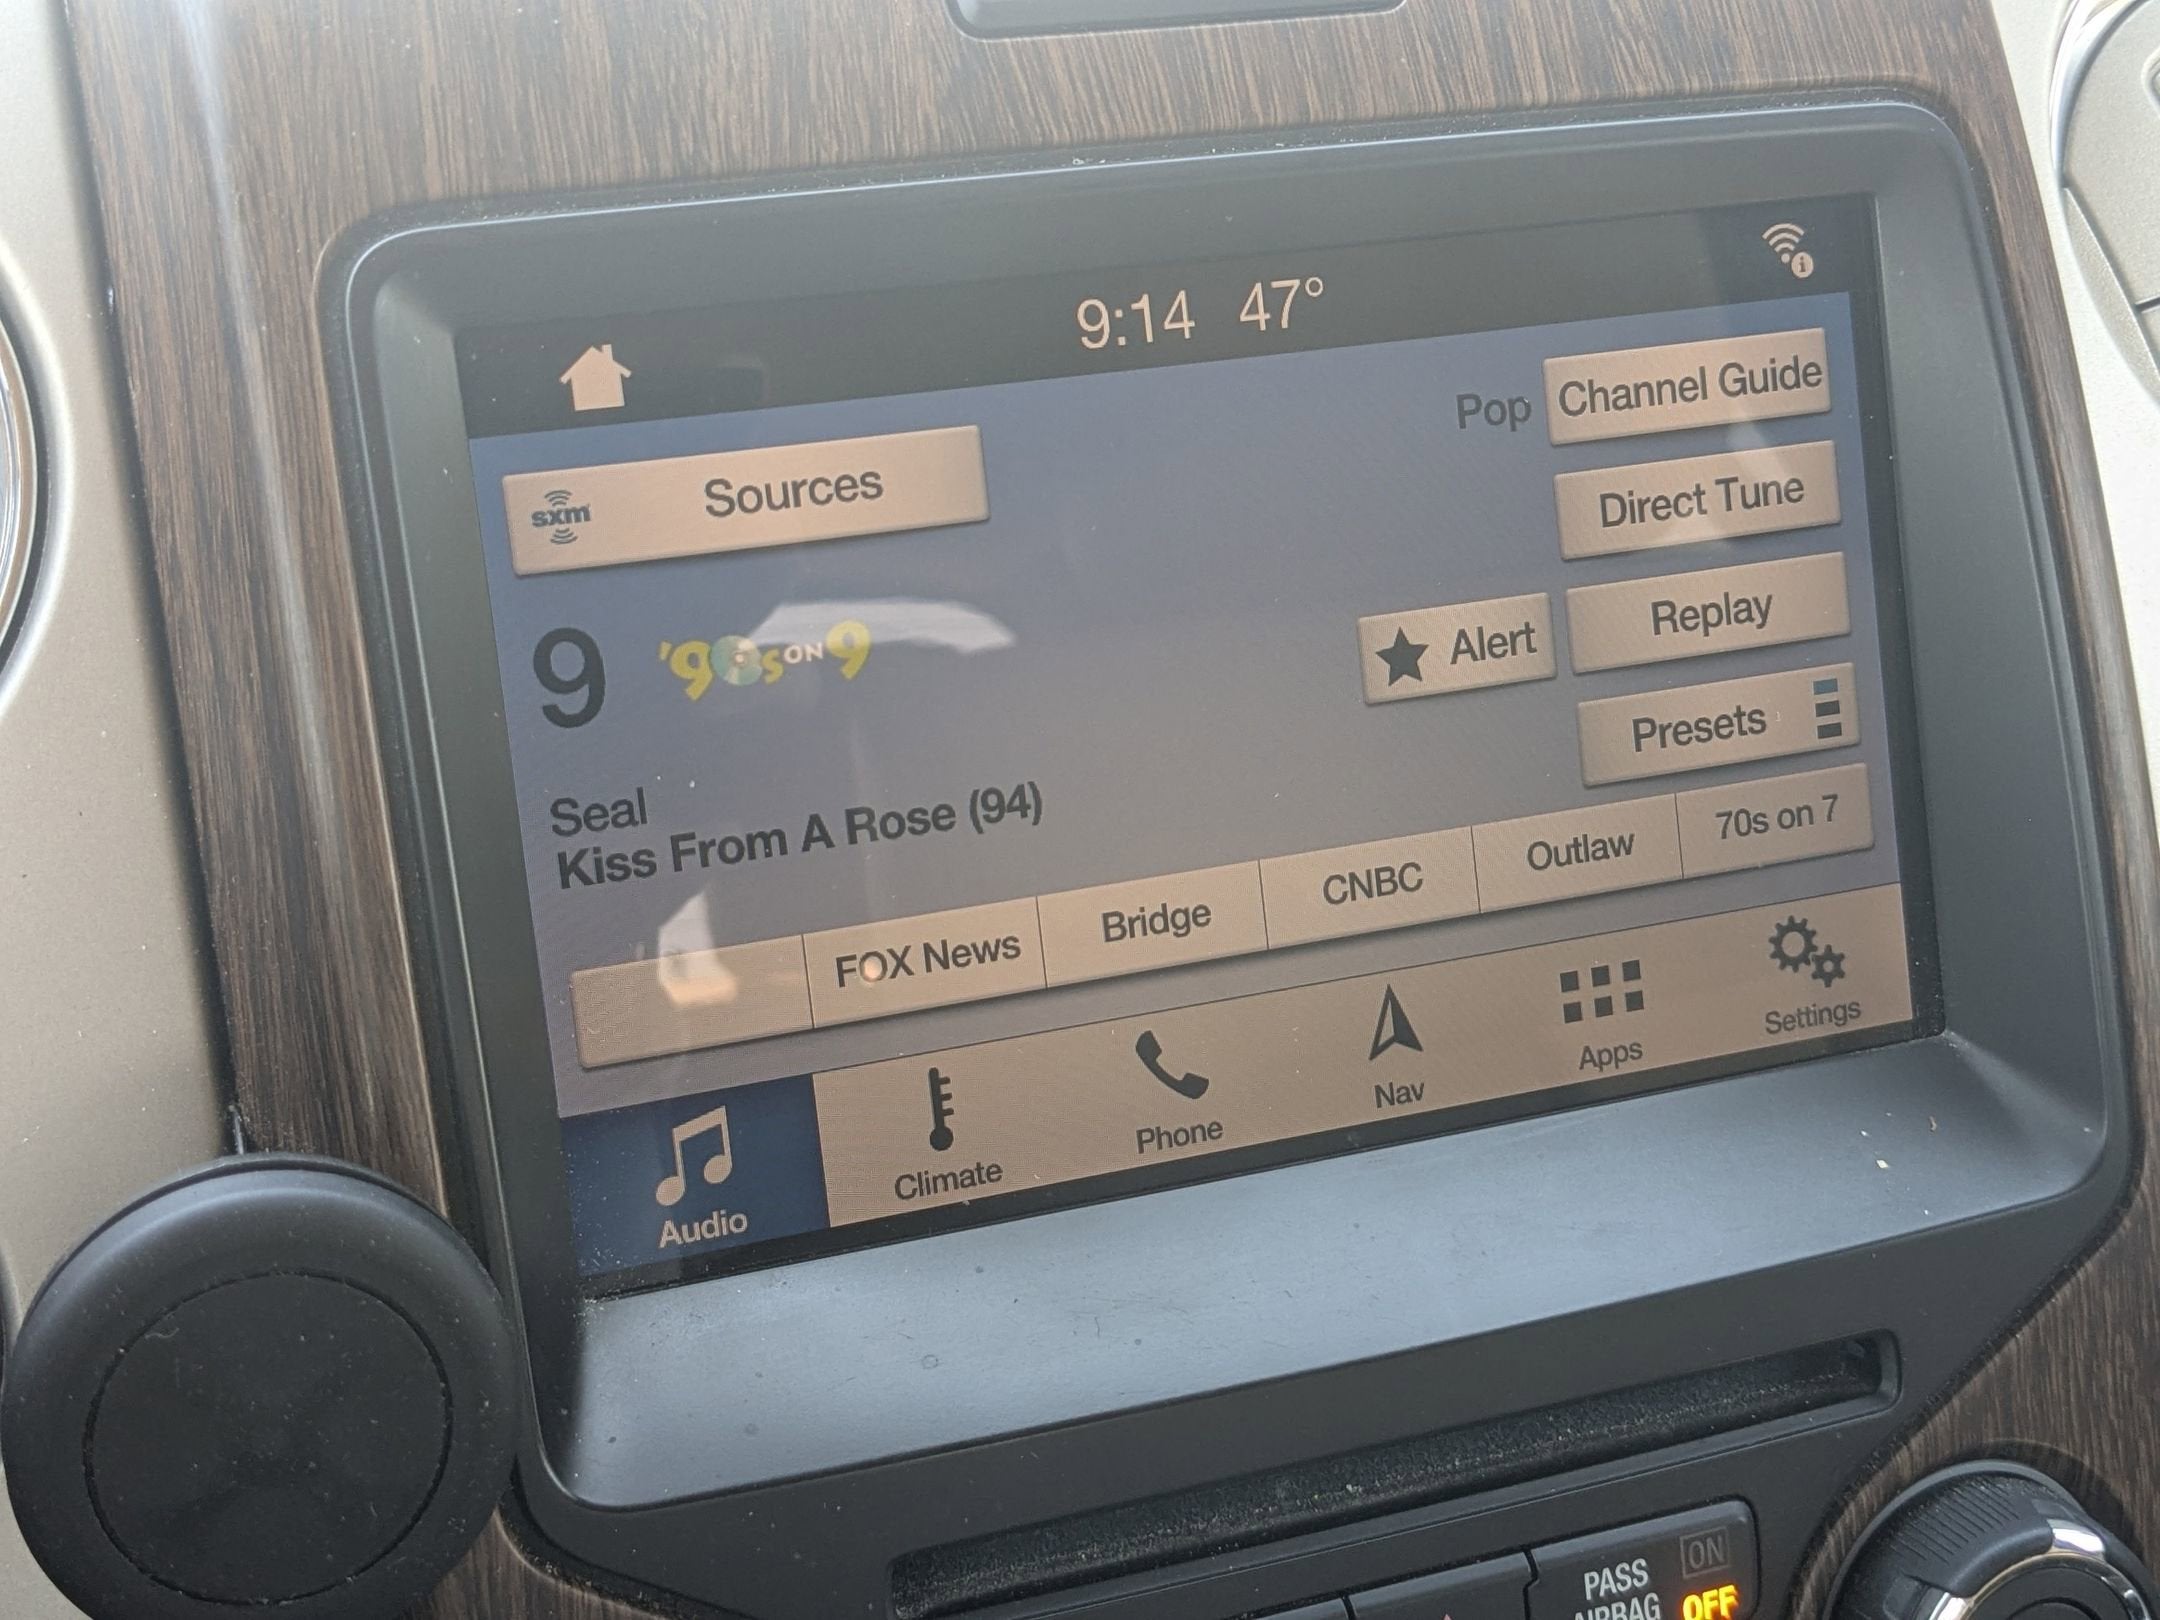 9:14 47°
Pop
Channel Guide
sxm
Sources
Direct Tune
9
'90s ON 9
Alert
Replay
Presets
Seal
Kiss From A Rose (94)
FOX News
Bridge
CNBC
Outlaw
70s on 7
Audio
Climate
Phone
Nav
Apps
Settings
PASS
AIRBAG
ON
OFF